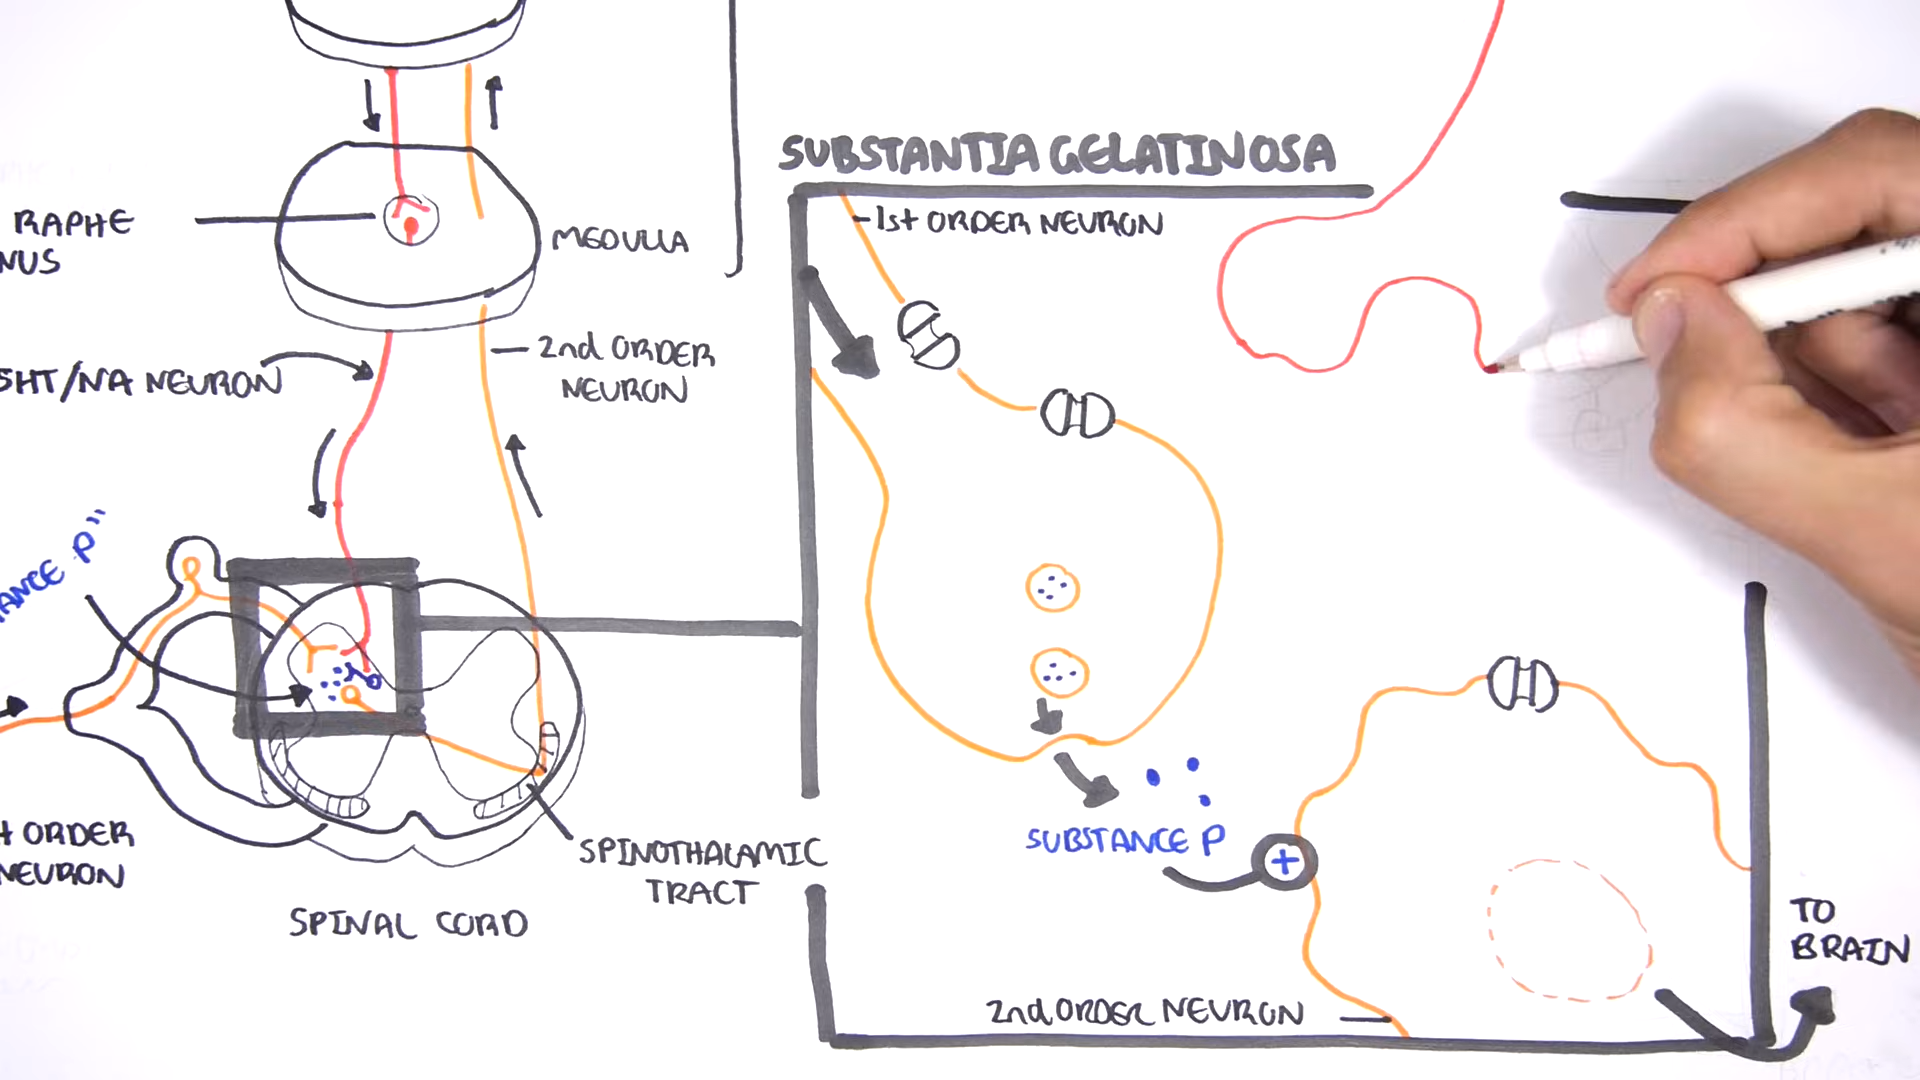 SUBSTANTIA GELATINOSA
1st ORDER NEURON
RAPHE
NUS
MEDULLA
2nd ORDER
NEURON
5HT/NA NEURON
TANCE P"
ORDER
NEURON
SPINAL CORD
SPINOTHALAMIC
TRACT
SUBSTANCE P
+
2nd ORDER NEURON
TO
BRAIN